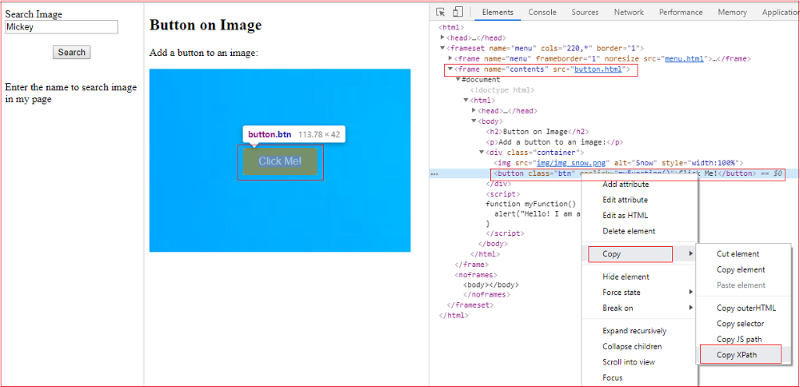 Search Image
Mickey
Search
Enter the name to search image
in my page
Button on Image
Add a button to an image:
button.btn 113.78 × 42
Click Me!
Elements Console Sources Network Performance Memory Application
<html>
▸<head>…</head>
▾<frameset name="menu" cols="220,*" border="1">
▸<frame name="menu" frameborder="1" noresize src="menu.html">…</frame>
▾<frame name="contents" src="button.html">
▾#document
<!doctype html>
▾<html>
▸<head>…</head>
▾<body>
<h2>Button on Image</h2>
<p>Add a button to an image:</p>
▾<div class="container">
<img src="img/img_snow.png" alt="Snow" style="width:100%">
… <button class="btn" onclick="myFunction()">Click Me!</button> == $0
</div>
<script>
function myFunction()
alert("Hello! I am a
}
</script>
</body>
</html>
</frame>
▾<noframes>
<body></body>
</noframes>
</frameset>
</html>
Add attribute
Edit attribute
Edit as HTML
Delete element
Copy
Hide element
Force state
Break on
Expand recursively
Collapse children
Scroll into view
Focus
Cut element
Copy element
Paste element
Copy outerHTML
Copy selector
Copy JS path
Copy XPath